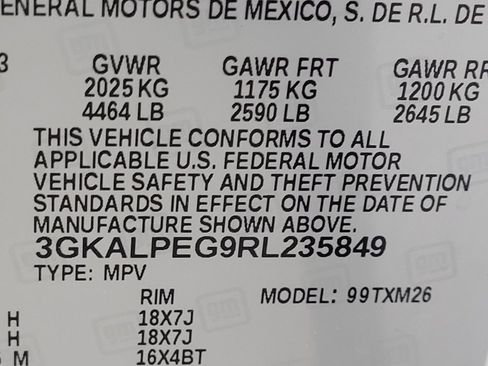 ENERAL MOTORS DE MEXICO, S. DE R.L. DE
3 GVWR GAWR FRT GAWR RR
2025 KG 1175 KG 1200 KG
4464 LB 2590 LB 2645 LB
THIS VEHICLE CONFORMS TO ALL
APPLICABLE U.S. FEDERAL MOTOR
VEHICLE SAFETY AND THEFT PREVENTION
STANDARDS IN EFFECT ON THE DATE OF
MANUFACTURE SHOWN ABOVE.
3GKALPEG9RL235849
TYPE: MPV
RIM MODEL: 99TXM26
H 18X7J
H 18X7J
M 16X4BT